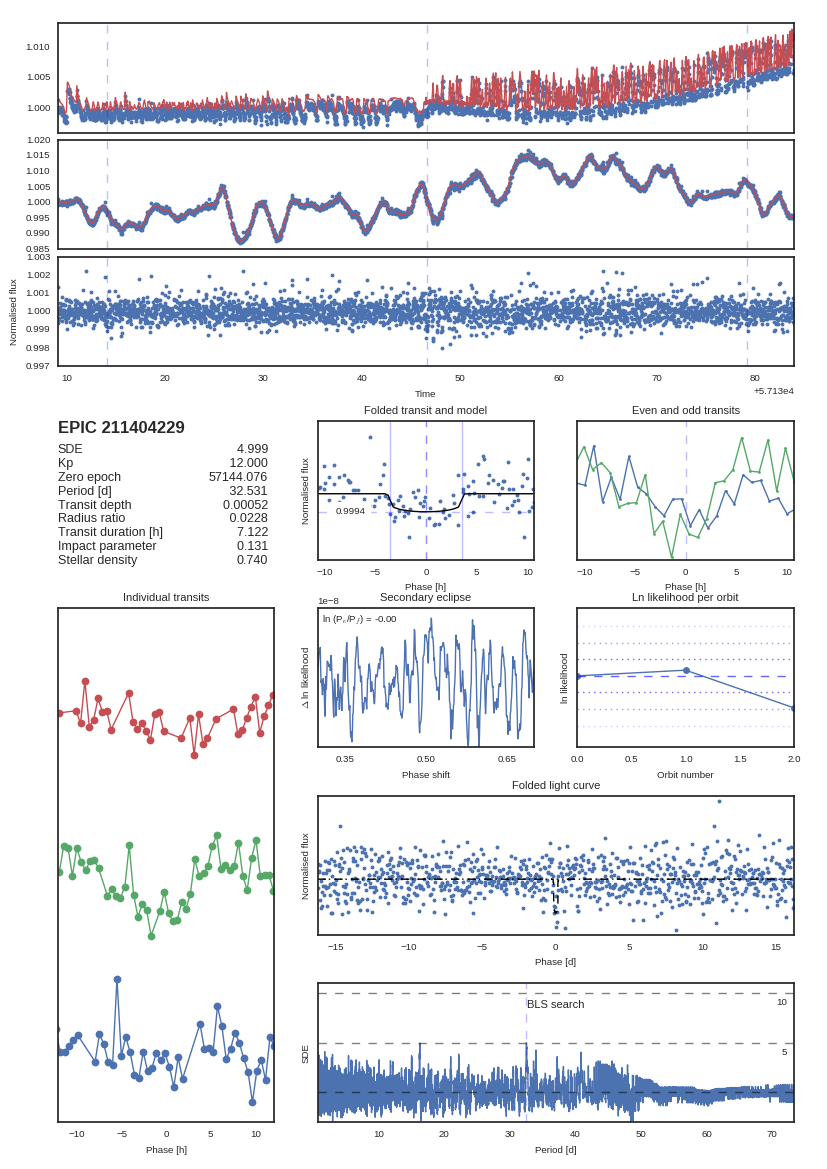 1.010
1.005
1.000
1.020
1.015
1.010
1.005
1.000
0.995
0.990
0.985
1.003
1.002
1.001
1.000
0.999
0.998
0.997
Normalised flux
10 20 30 40 50 60 70 80
Time
+5.713e4
EPIC 211404229
SDE 4.999
Kp 12.000
Zero epoch 57144.076
Period [d] 32.531
Transit depth 0.00052
Radius ratio 0.0228
Transit duration [h] 7.122
Impact parameter 0.131
Stellar density 0.740
Folded transit and model
Normalised flux
0.9994
−10 −5 0 5 10
Phase [h]
Even and odd transits
−10 −5 0 5 10
Phase [h]
Individual transits
−10 −5 0 5 10
Phase [h]
Secondary eclipse
1e−8
Δ ln likelihood
0.35 0.50 0.65
Phase shift
Ln likelihood per orbit
ln likelihood
0.0 0.5 1.0 1.5 2.0
Orbit number
Folded light curve
Normalised flux
−15 −10 −5 0 5 10 15
Phase [d]
BLS search
10
5
SDE
10 20 30 40 50 60 70
Period [d]